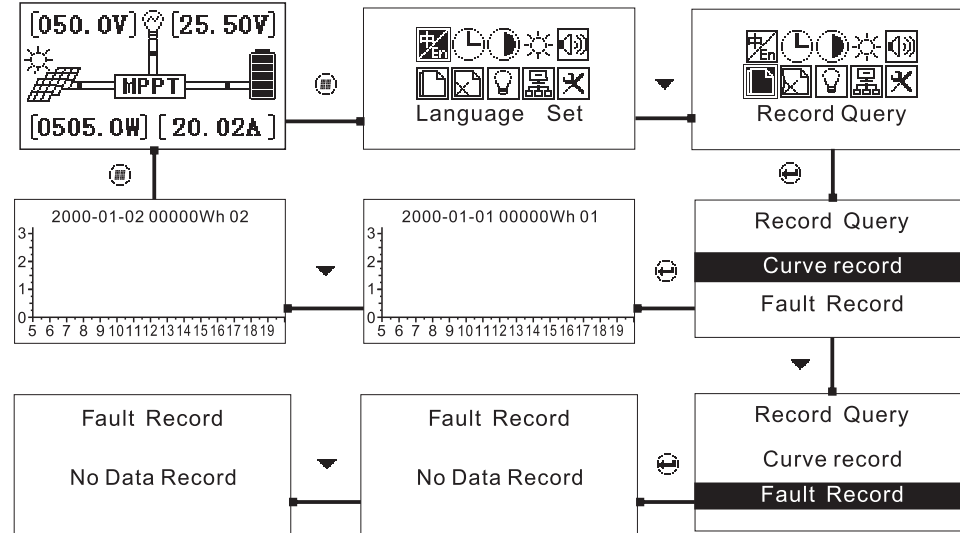 [050.0V] [25.50V]
MPPT
[0505.0W] [20.02A]
中/En
Language Set
中/En
Record Query
2000-01-02 00000Wh 02
3
2
1
0
5 6 7 8 9 10 11 12 13 14 15 16 17 18 19
2000-01-01 00000Wh 01
3
2
1
0
5 6 7 8 9 10 11 12 13 14 15 16 17 18 19
Record Query
Curve record
Fault Record
Fault Record
No Data Record
Fault Record
No Data Record
Record Query
Curve record
Fault Record